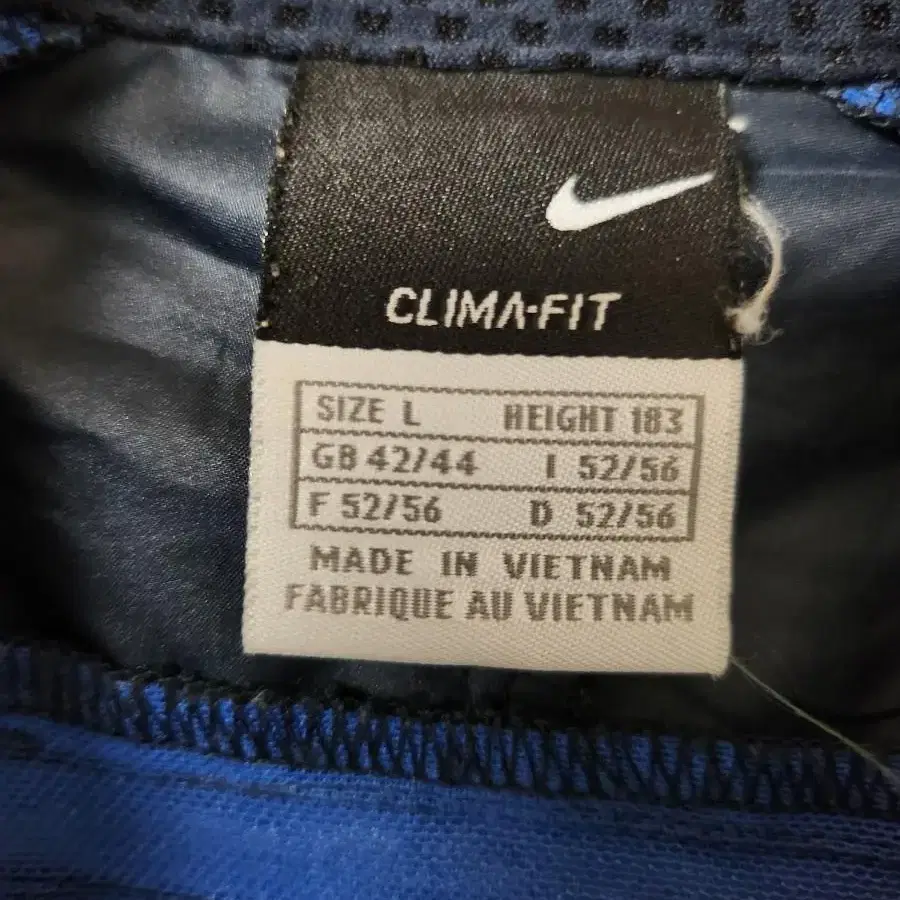 CLIMA-FIT
SIZE L HEIGHT 183
GB 42/44 I 52/56
F 52/56 D 52/56
MADE IN VIETNAM
FABRIQUE AU VIETNAM